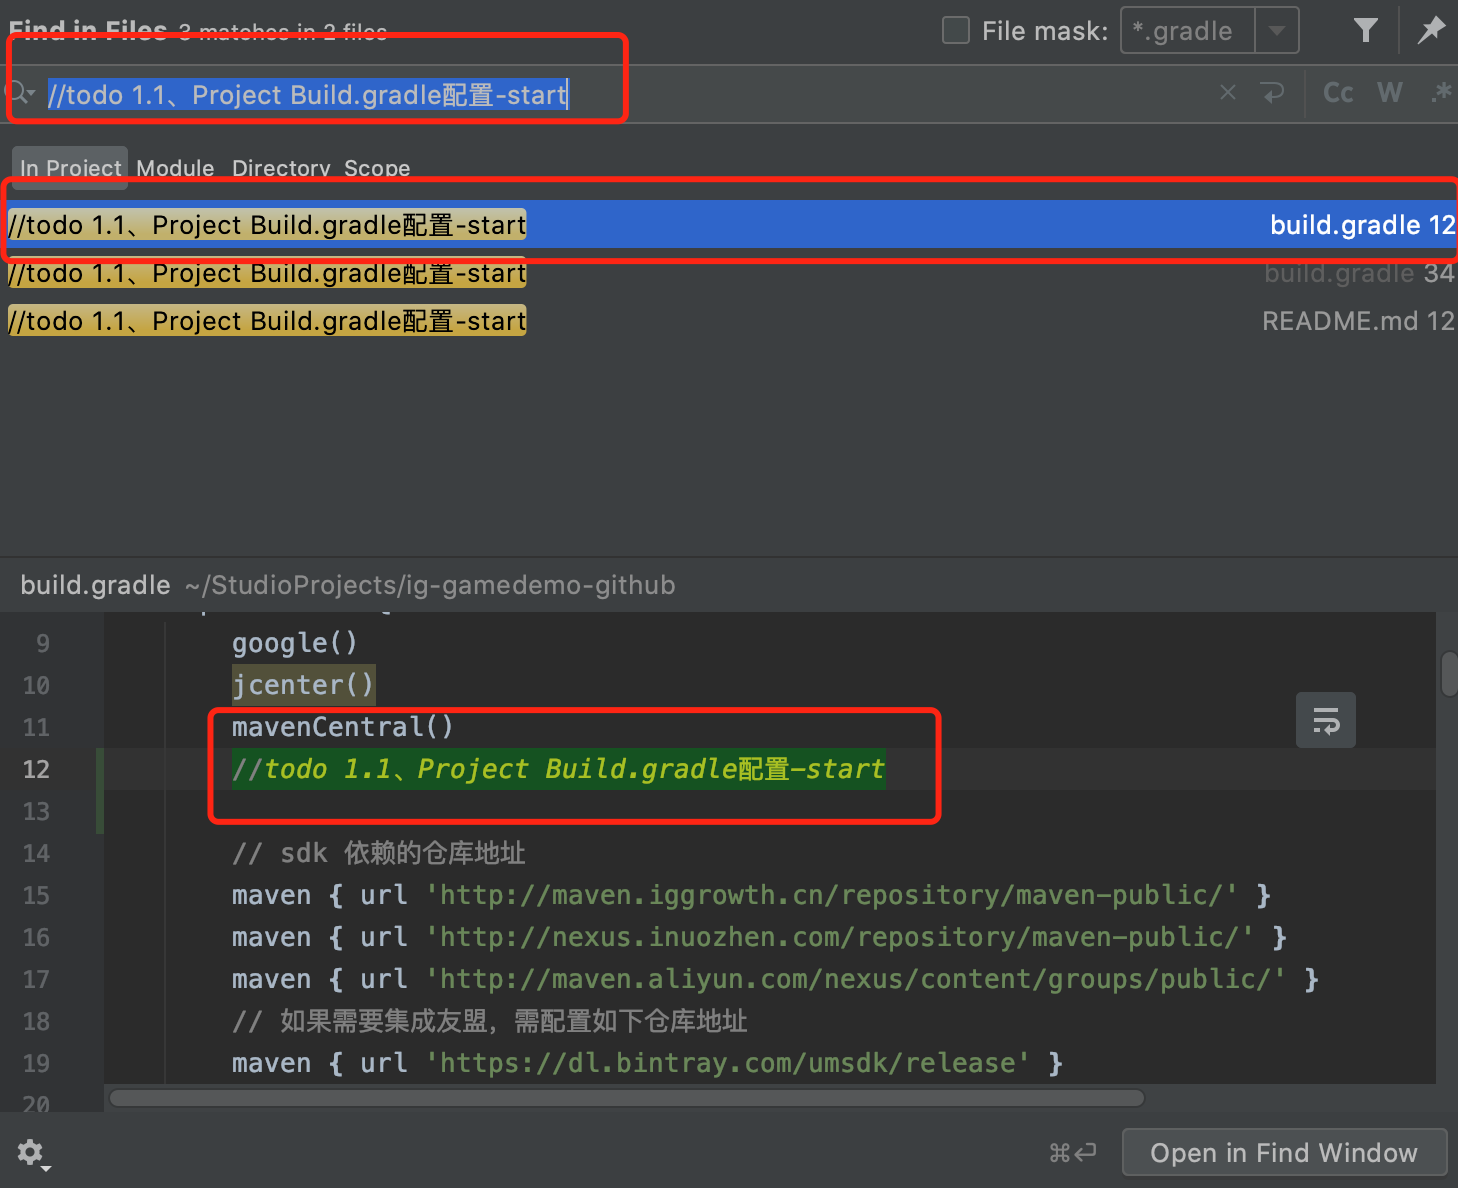 Find in Files 3 matches in 2 files
File mask: *.gradle
//todo 1.1、Project Build.gradle配置-start
Cc W .*
In Project Module Directory Scope
//todo 1.1、Project Build.gradle配置-start build.gradle 12
//todo 1.1、Project Build.gradle配置-start build.gradle 34
//todo 1.1、Project Build.gradle配置-start README.md 12
build.gradle ~/StudioProjects/ig-gamedemo-github
9 google()
10 jcenter()
11 mavenCentral()
12 //todo 1.1、Project Build.gradle配置-start
13
14 // sdk 依赖的仓库地址
15 maven { url 'http://maven.iggrowth.cn/repository/maven-public/' }
16 maven { url 'http://nexus.inuozhen.com/repository/maven-public/' }
17 maven { url 'http://maven.aliyun.com/nexus/content/groups/public/' }
18 // 如果需要集成友盟，需配置如下仓库地址
19 maven { url 'https://dl.bintray.com/umsdk/release' }
20
⌘↩ Open in Find Window